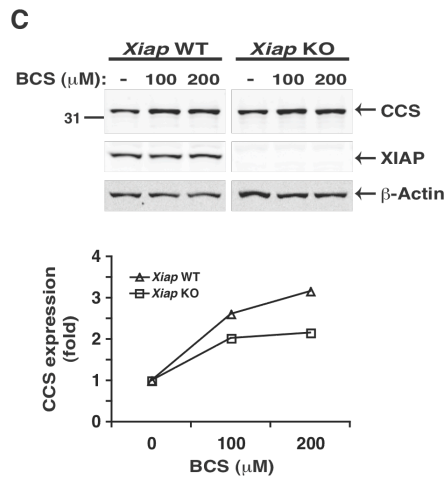 C
Xiap WT Xiap KO
BCS (μM): - 100 200 - 100 200
CCS
31
XIAP
β-Actin
4
Xiap WT
Xiap KO
3
2
1
0
CCS expression
(fold)
0 100 200
BCS (μM)